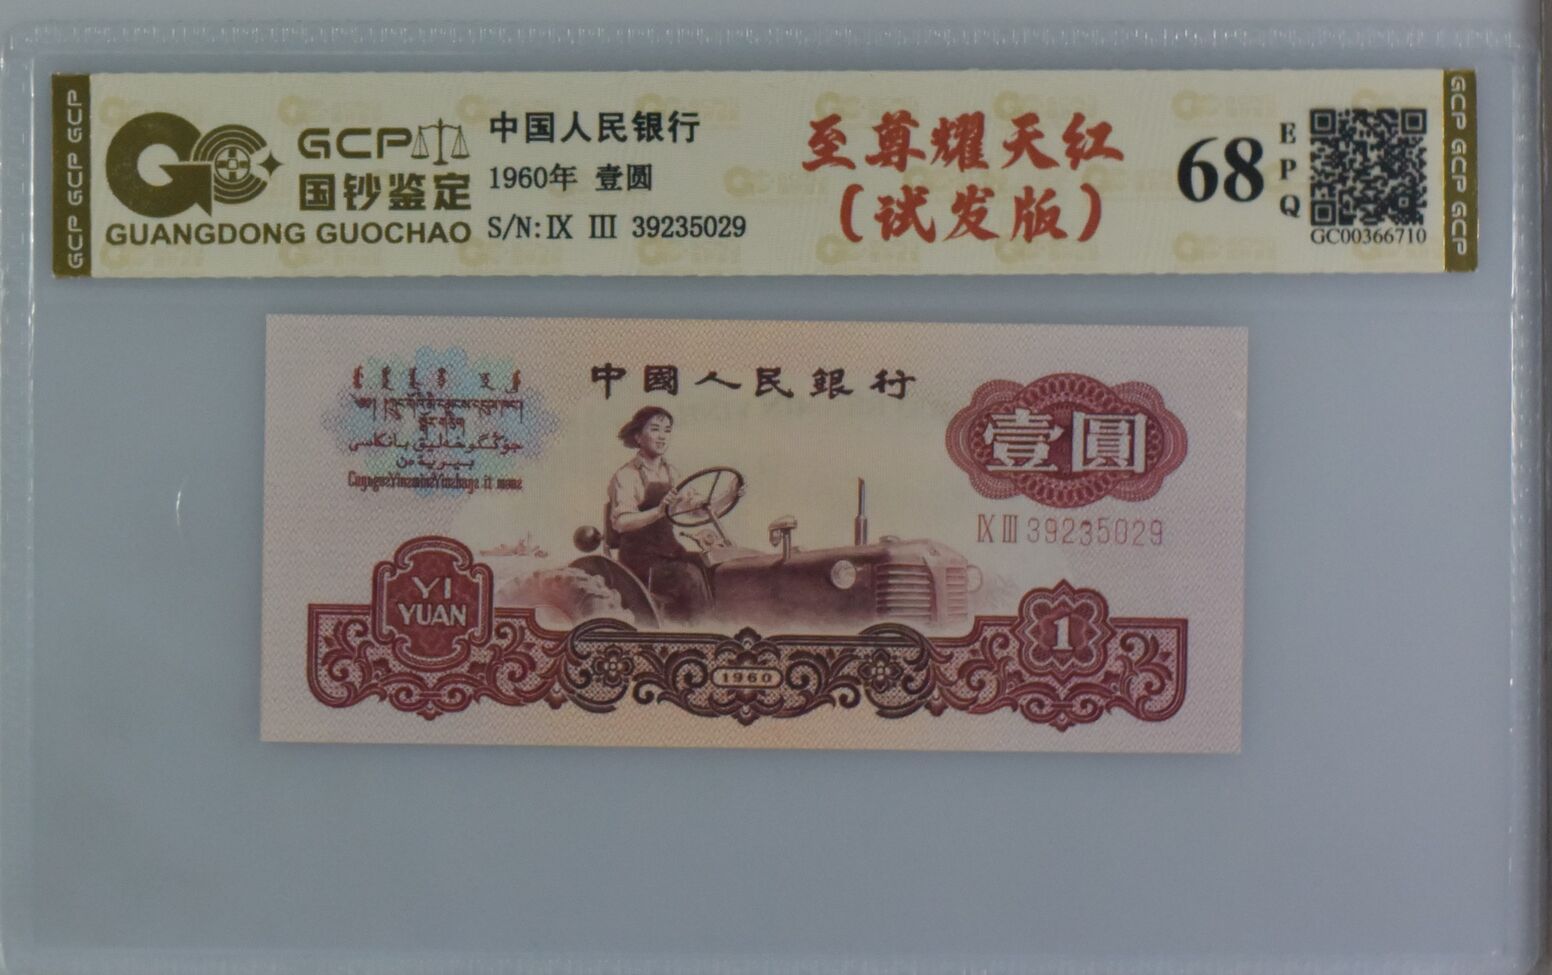 GCP GCP GCP
GCP
国钞鉴定
GUANGDONG GUOCHAO
中国人民银行
1960年 壹圆
S/N: IX III 39235029
至尊耀天红
（试发版）
68
EPQ
GC00366710
GCP GCP GCP
中國人民銀行
壹圓
IX III 39235029
YI
YUAN
1960
1